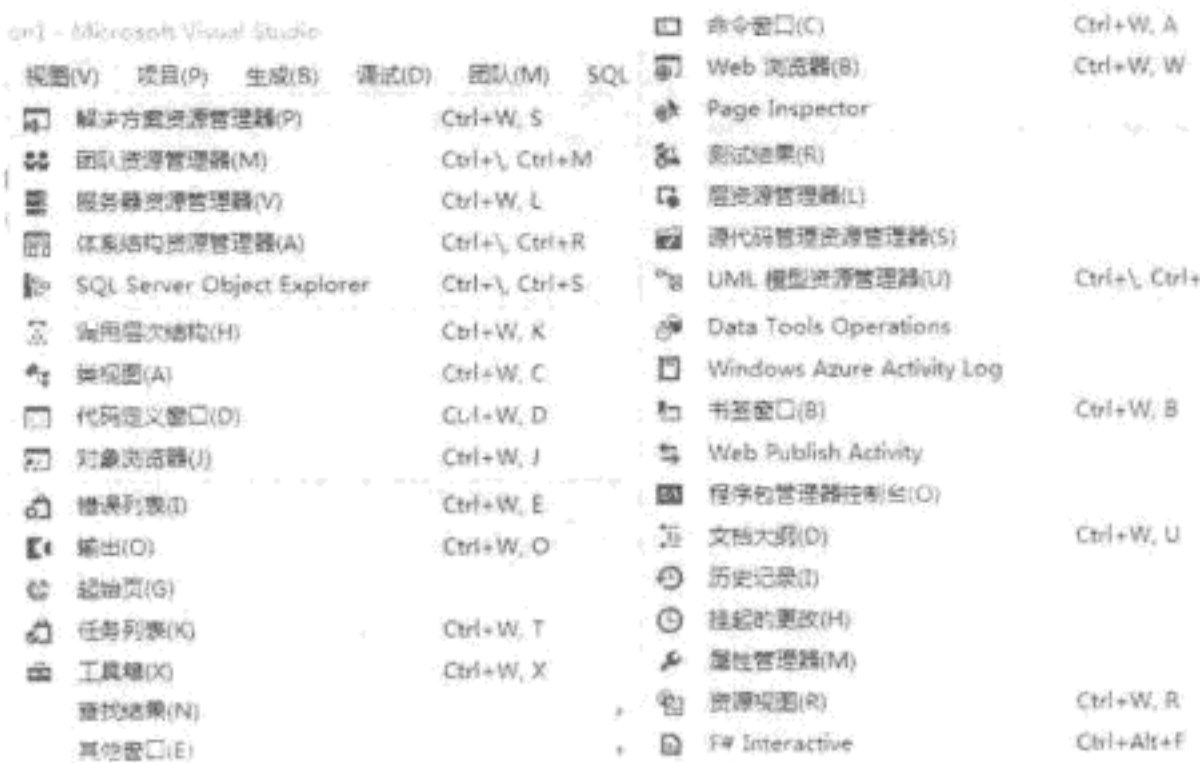 on1 - Microsoft Visual Studio
视图(V) 项目(P) 生成(B) 调试(D) 团队(M) SQL
解决方案资源管理器(P) Ctrl+W, S
团队资源管理器(M) Ctrl+\, Ctrl+M
服务器资源管理器(V) Ctrl+W, L
体系结构资源管理器(A) Ctrl+\, Ctrl+R
SQL Server Object Explorer Ctrl+\, Ctrl+S
调用层次结构(H) Ctrl+W, K
类视图(A) Ctrl+W, C
代码定义窗口(D) Ctrl+W, D
对象浏览器(J) Ctrl+W, J
错误列表(I) Ctrl+W, E
输出(O) Ctrl+W, O
起始页(G)
任务列表(K) Ctrl+W, T
工具箱(X) Ctrl+W, X
查找结果(N)
其他窗口(E)
命令窗口(C) Ctrl+W, A
Web 浏览器(B) Ctrl+W, W
Page Inspector
测试结果(R)
层资源管理器(L)
源代码管理资源管理器(S)
UML 模型资源管理器(U) Ctrl+\, Ctrl+
Data Tools Operations
Windows Azure Activity Log
书签窗口(B) Ctrl+W, B
Web Publish Activity
程序包管理器控制台(O)
文档大纲(D) Ctrl+W, U
历史记录(I)
挂起的更改(H)
属性管理器(M)
资源视图(R) Ctrl+W, R
F# Interactive Ctrl+Alt+F